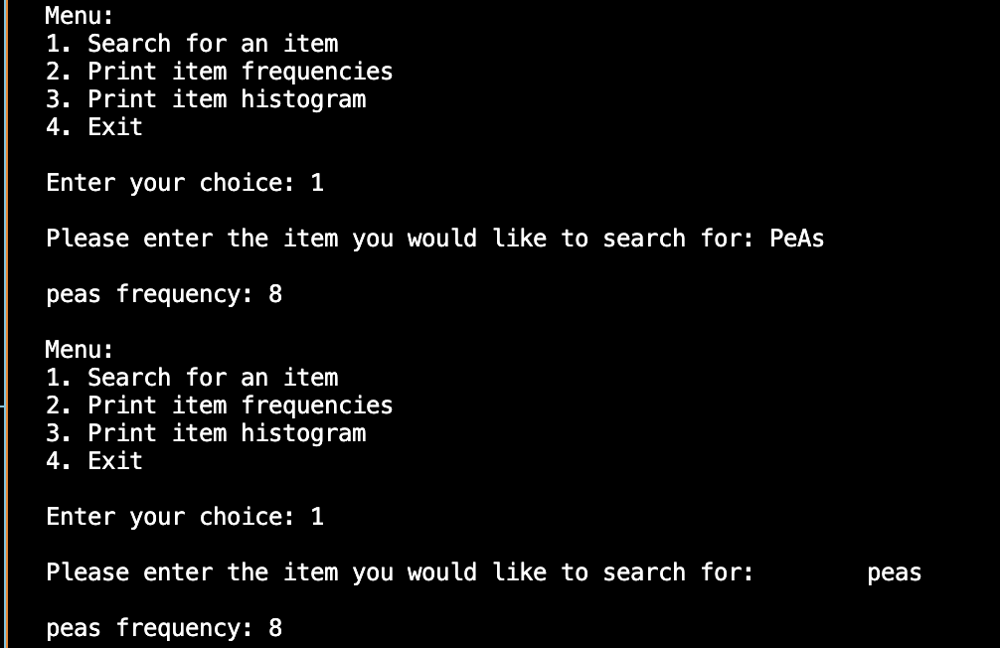 Menu:
1. Search for an item
2. Print item frequencies
3. Print item histogram
4. Exit
Enter your choice: 1
Please enter the item you would like to search for: PeAs
peas frequency: 8
Menu:
1. Search for an item
2. Print item frequencies
3. Print item histogram
4. Exit
Enter your choice: 1
Please enter the item you would like to search for:        peas
peas frequency: 8